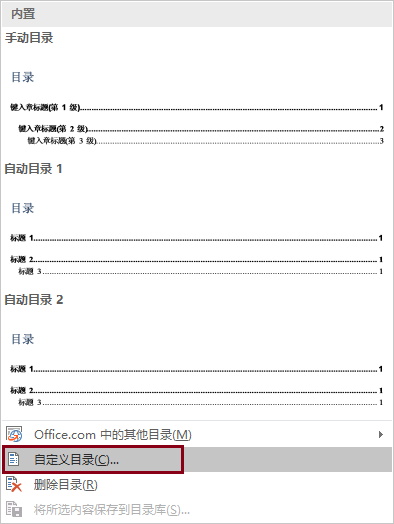 内置
手动目录
目录
键入章标题(第 1 级)........................................................................................................ 1
键入章标题(第 2 级)........................................................................................................ 2
键入章标题(第 3 级)........................................................................................................ 3
自动目录 1
目录
标题 1........................................................................................................ 1
标题 2........................................................................................................ 1
标题 3........................................................................................................ 1
自动目录 2
目录
标题 1........................................................................................................ 1
标题 2........................................................................................................ 1
标题 3........................................................................................................ 1
Office.com 中的其他目录(M)
自定义目录(C)...
删除目录(R)
将所选内容保存到目录库(S)...